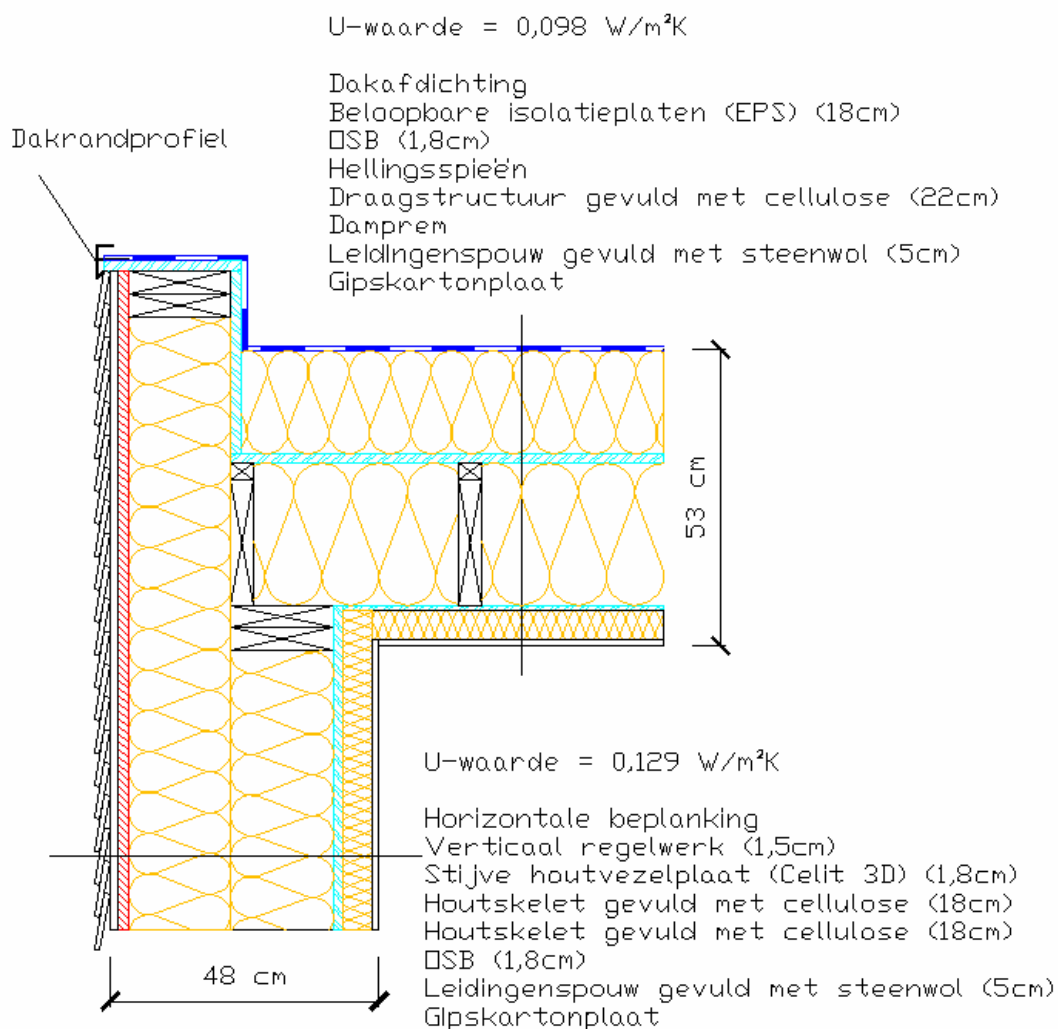 U-waarde = 0,098 W/m²K
Dakafdichting
Beloopbare isolatieplaten (EPS) (18cm)
OSB (1,8cm)
Hellingsspieën
Draagstructuur gevuld met cellulose (22cm)
Damprem
Leidingenspouw gevuld met steenwol (5cm)
Gipskartonplaat
Dakrandprofiel
53 cm
U-waarde = 0,129 W/m²K
Horizontale beplanking
Verticaal regelwerk (1,5cm)
Stijve houtvezelplaat (Celit 3D) (1,8cm)
Houtskelet gevuld met cellulose (18cm)
Houtskelet gevuld met cellulose (18cm)
OSB (1,8cm)
Leidingenspouw gevuld met steenwol (5cm)
Gipskartonplaat
48 cm